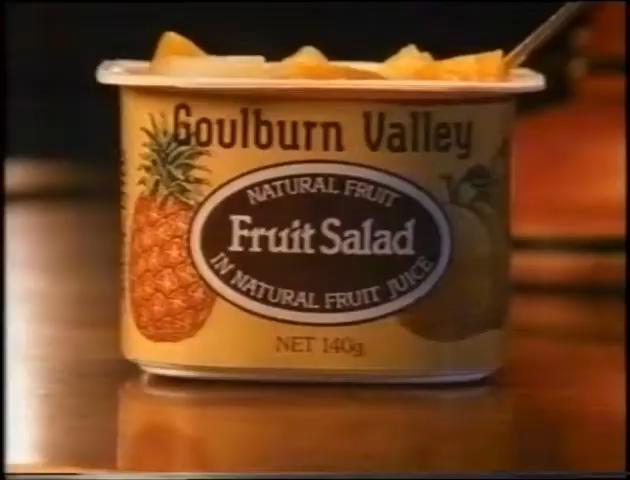 Goulburn Valley
NATURAL FRUIT
Fruit Salad
IN NATURAL FRUIT JUICE
NET 140g